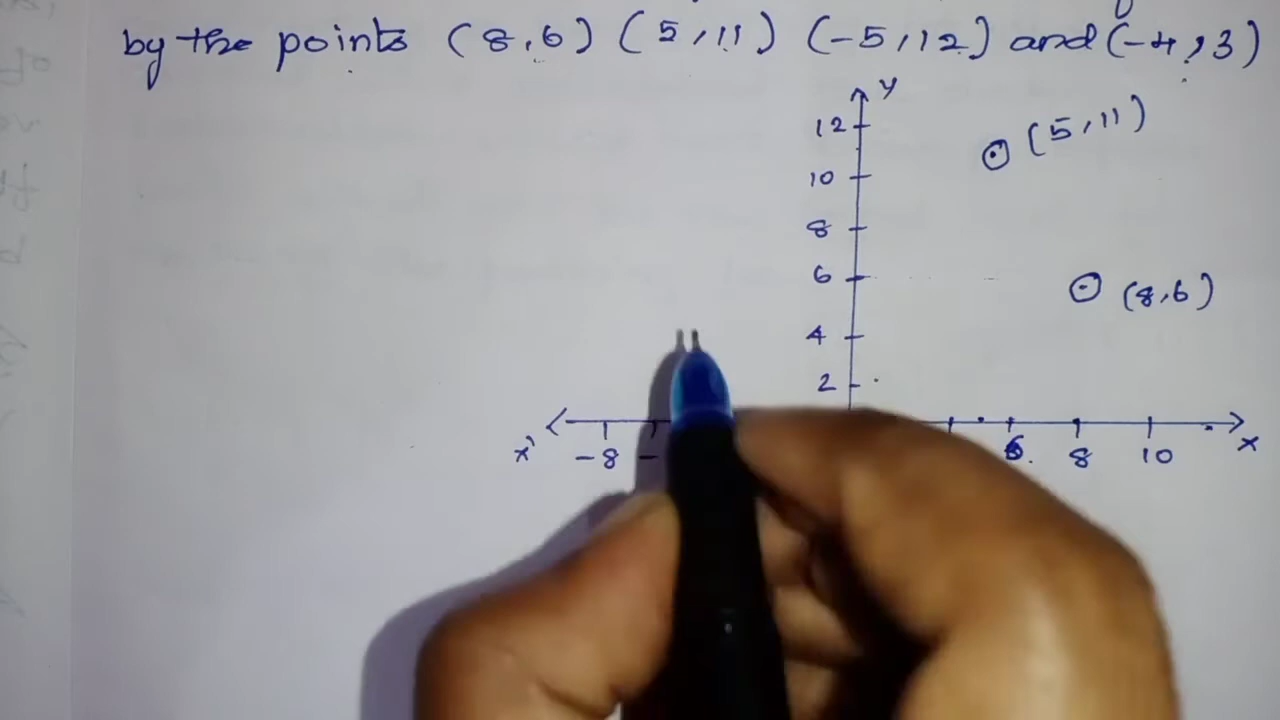 by the points (8,6) (5,11) (-5,12) and (-4,3)
y
12
(5,11)
10
8
6
(8,6)
4
2
x' -8 - 6 8 10 x